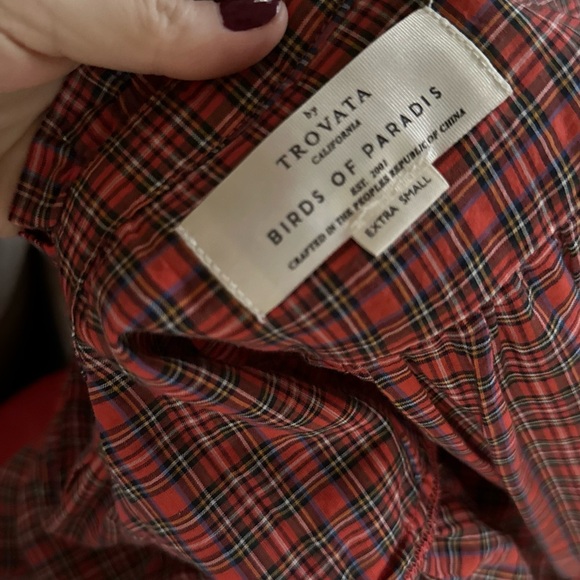 by
TROVATA
CALIFORNIA
BIRDS OF PARADIS
EST. 2001
CRAFTED IN THE PEOPLES REPUBLIC OF CHINA
EXTRA SMALL